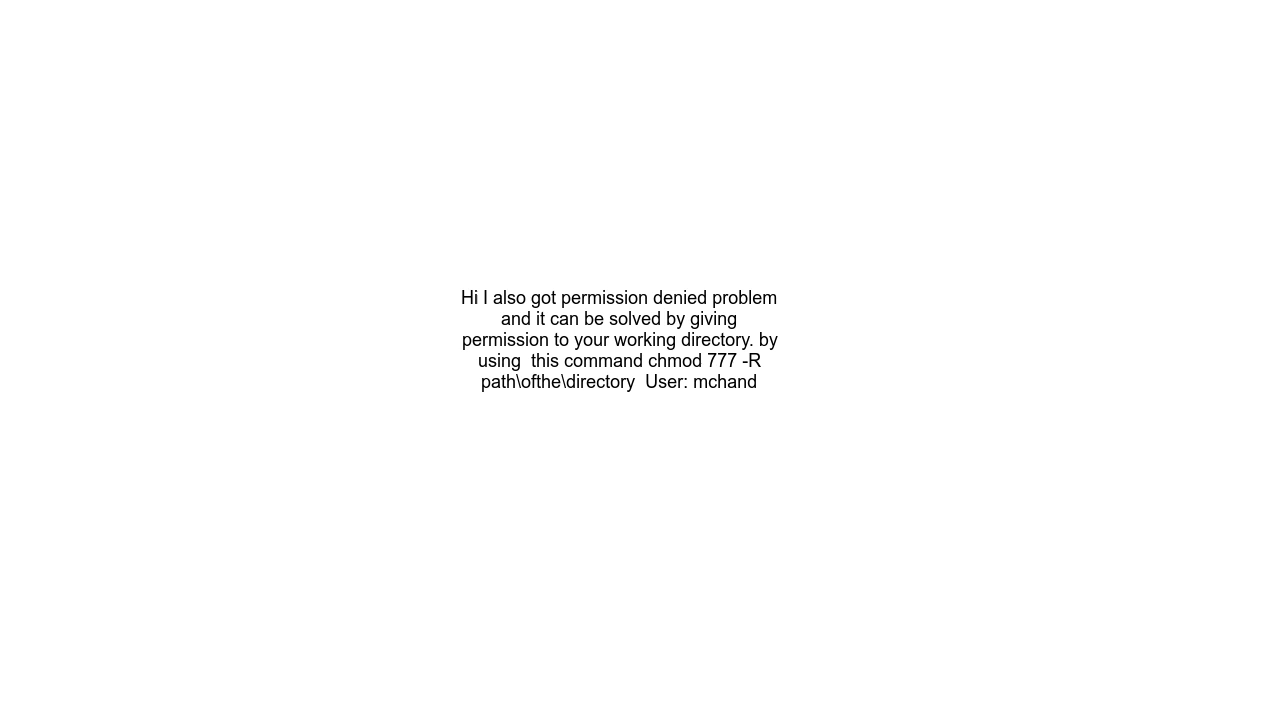 Hi I also got permission denied problem
and it can be solved by giving
permission to your working directory. by
using  this command chmod 777 -R
path\ofthe\directory  User: mchand